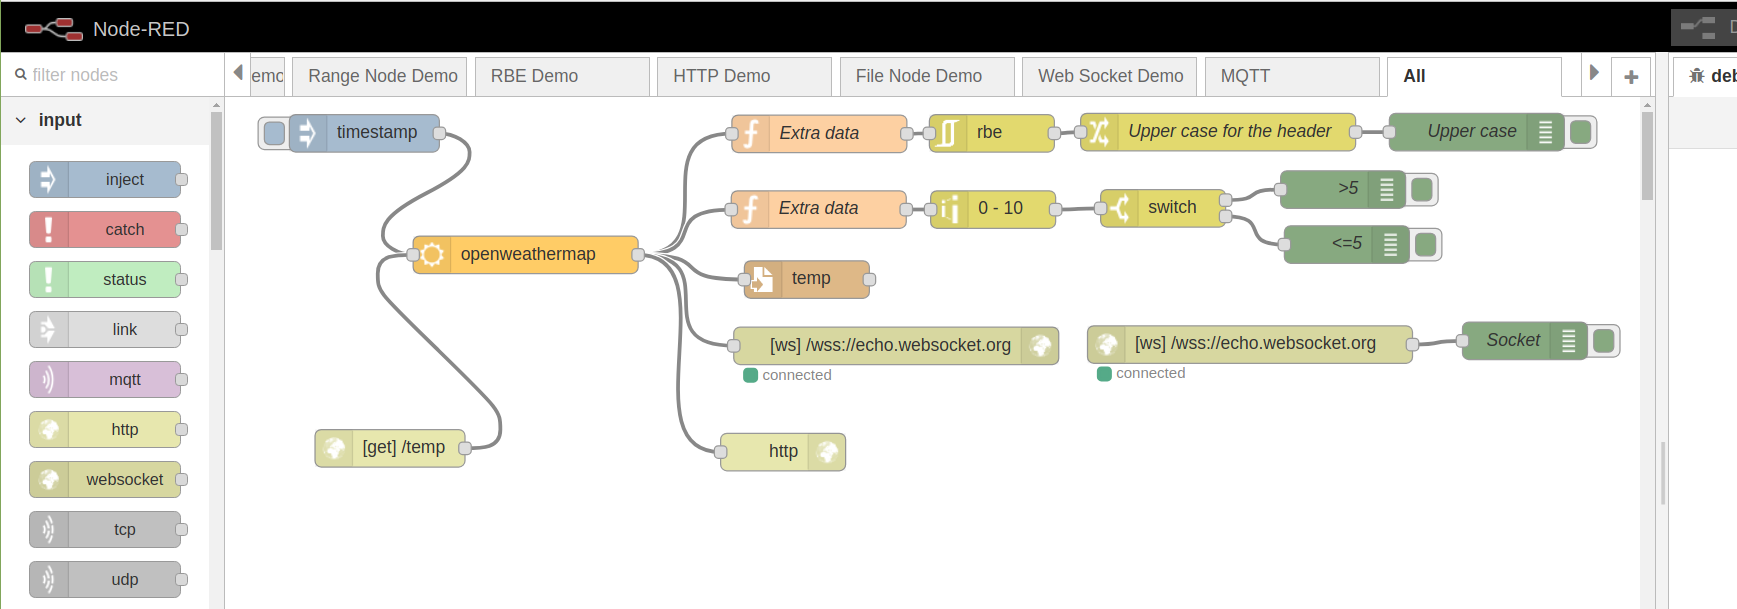 Node-RED
filter nodes
emo
Range Node Demo
RBE Demo
HTTP Demo
File Node Demo
Web Socket Demo
MQTT
All
+
deb
input
inject
catch
status
link
mqtt
http
websocket
tcp
udp
timestamp
openweathermap
[get] /temp
Extra data
rbe
Upper case for the header
Upper case
Extra data
0 - 10
switch
>5
<=5
temp
[ws] /wss://echo.websocket.org
connected
[ws] /wss://echo.websocket.org
connected
Socket
http